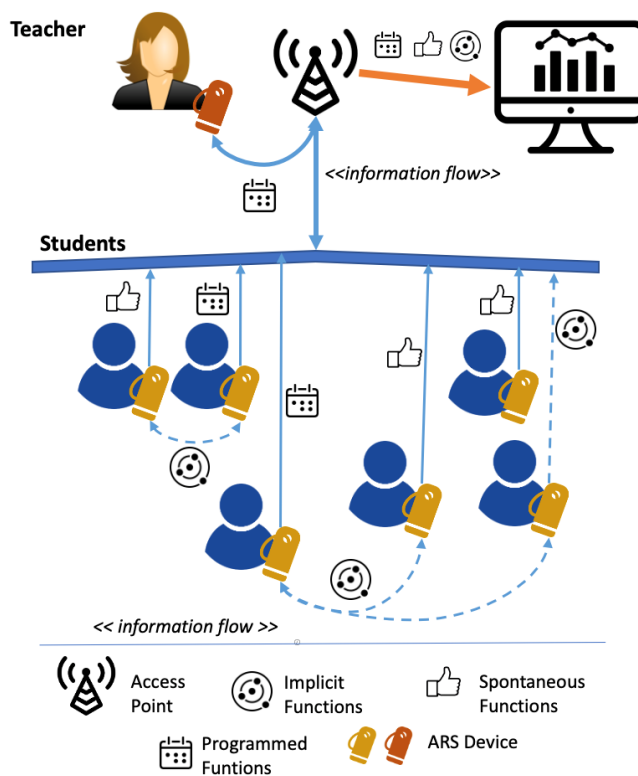 Teacher
<<information flow>>
Students
<< information flow >>
Access
Point
Implicit
Functions
Spontaneous
Functions
Programmed
Funtions
ARS Device